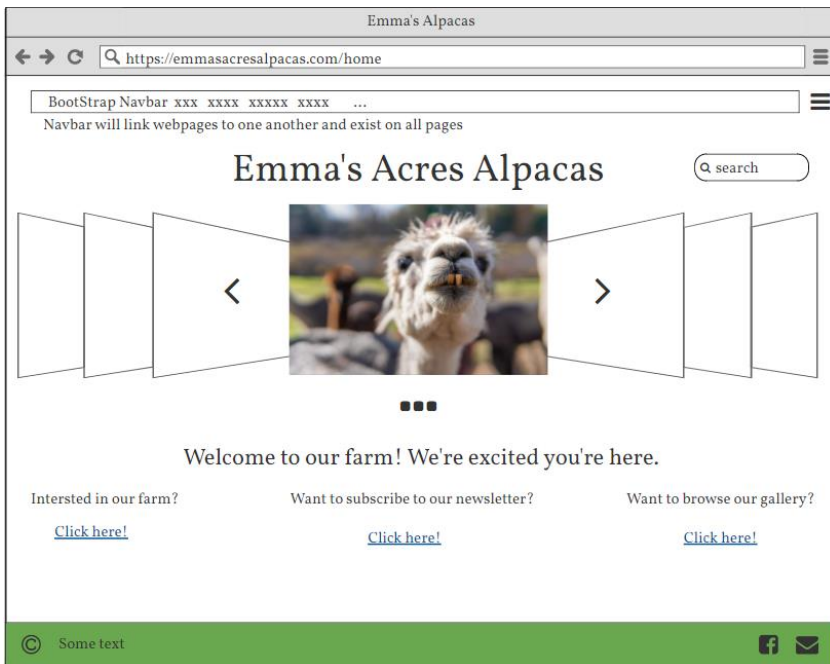 Emma's Alpacas
https://emmasacresalpacas.com/home
BootStrap Navbar xxx xxxx xxxxx xxxx ...
Navbar will link webpages to one another and exist on all pages
Emma's Acres Alpacas
search
Welcome to our farm! We're excited you're here.
Intersted in our farm?
Click here!
Want to subscribe to our newsletter?
Click here!
Want to browse our gallery?
Click here!
© Some text